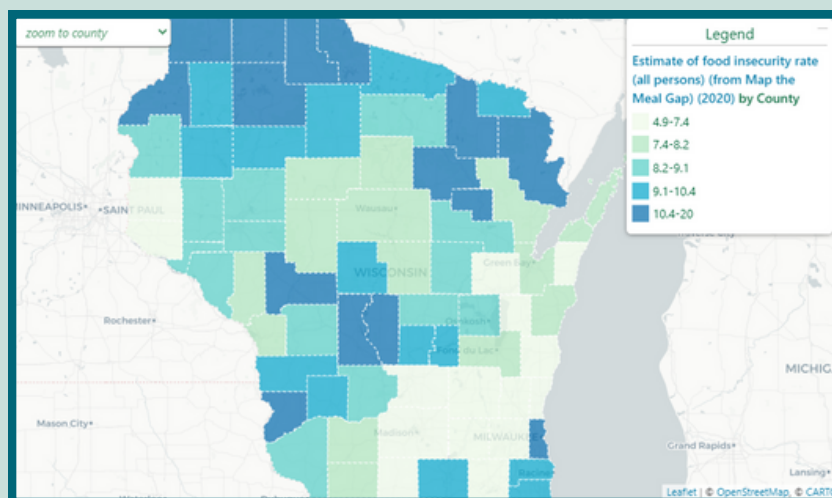 zoom to county
Legend
Estimate of food insecurity rate
(all persons) (from Map the
Meal Gap) (2020) by County
4.9-7.4
7.4-8.2
8.2-9.1
9.1-10.4
10.4-20
MINNEAPOLIS
SAINT PAUL
Wausau
Green Bay
WISCONSIN
Rochester
Oshkosh
Fond du Lac
MICHIGA
Mason City
Madison
MILWAUKEE
Grand Rapids
Racine
Lansing
Leaflet | © OpenStreetMap, © CARTO